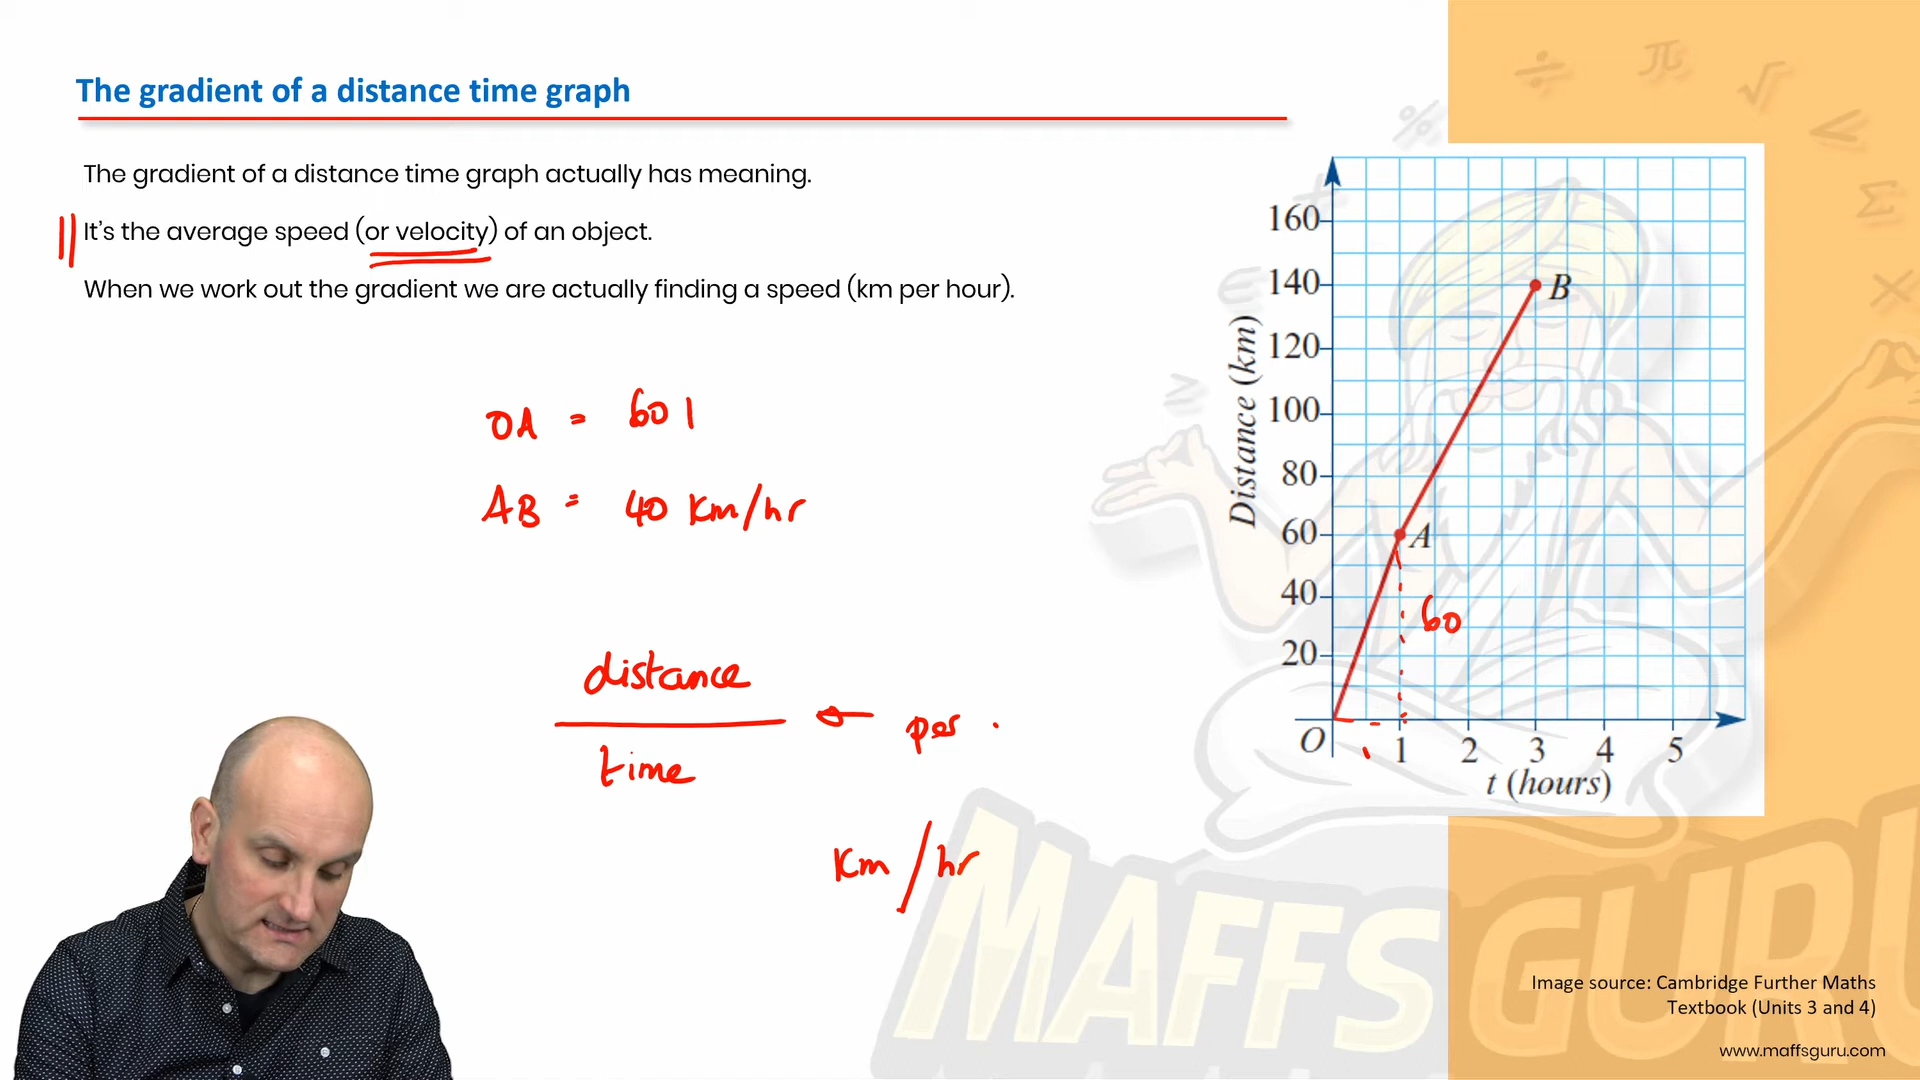 The gradient of a distance time graph
The gradient of a distance time graph actually has meaning.
It's the average speed (or velocity) of an object.
When we work out the gradient we are actually finding a speed (km per hour).
OA = 60 |
AB = 40 Km/hr
distance
time
← per .
Km/hr
Distance (km)
160
140
120
100
80
60
40
20
B
A
60
O 1 2 3 4 5
t (hours)
% ÷ π √ < Σ × + ∈ ≥
MAFFS GURU
Image source: Cambridge Further Maths
Textbook (Units 3 and 4)
www.maffsguru.com